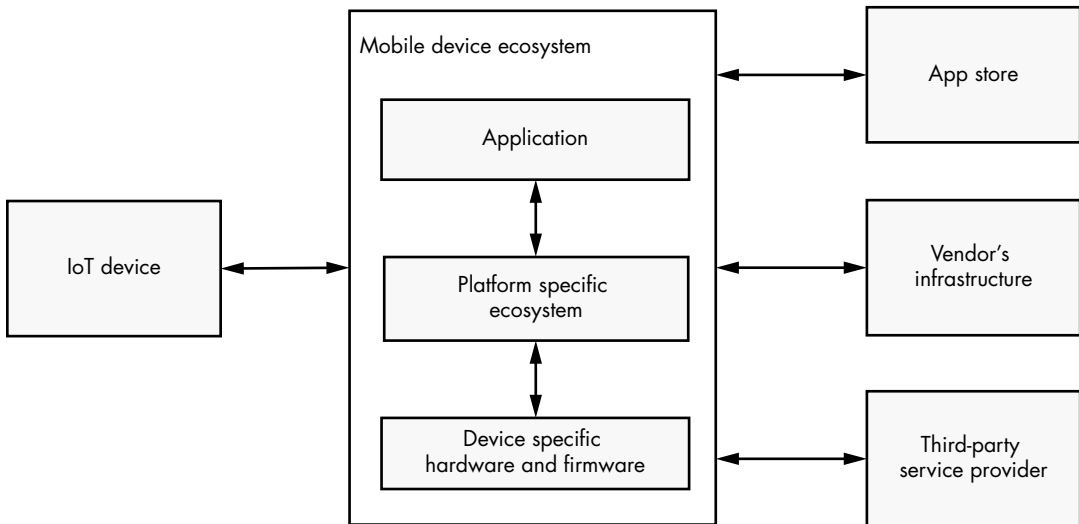 Mobile device ecosystem
App store
Application
IoT device
Platform specific
ecosystem
Vendor's
infrastructure
Device specific
hardware and firmware
Third-party
service provider